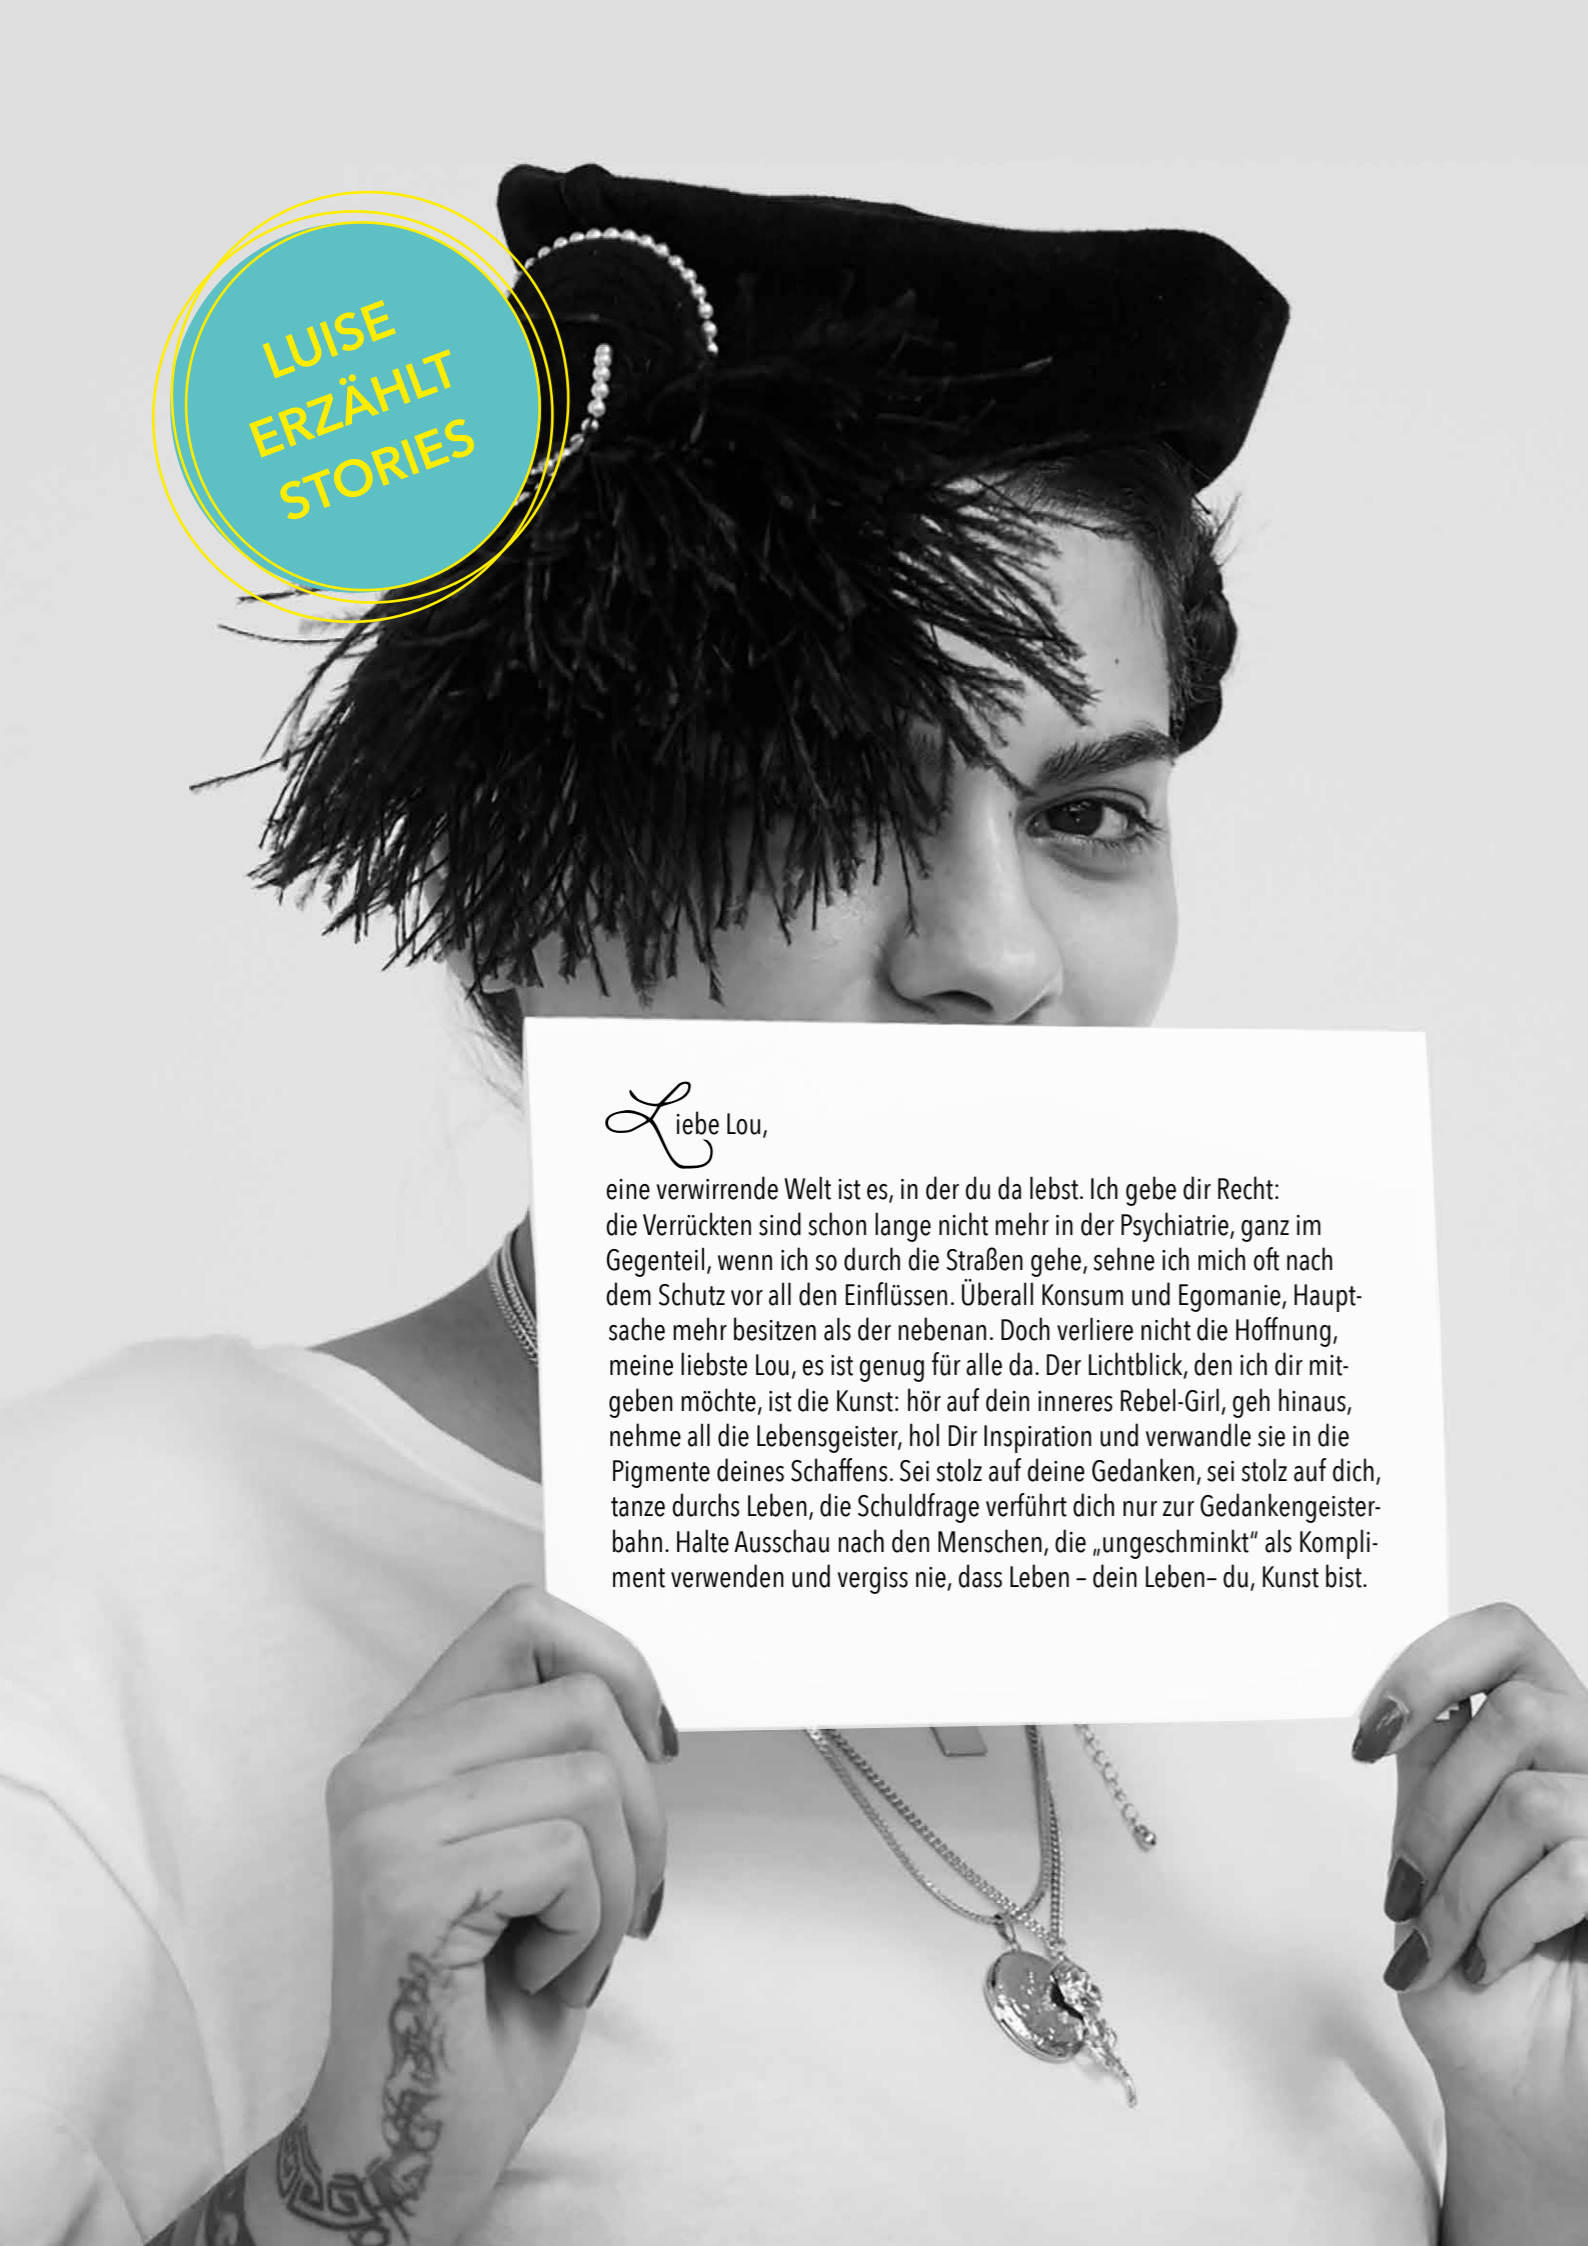 LUISE
ERZÄHLT
STORIES
Liebe Lou,
eine verwirrende Welt ist es, in der du da lebst. Ich gebe dir Recht:
die Verrückten sind schon lange nicht mehr in der Psychiatrie, ganz im
Gegenteil, wenn ich so durch die Straßen gehe, sehne ich mich oft nach
dem Schutz vor all den Einflüssen. Überall Konsum und Egomanie, Haupt-
sache mehr besitzen als der nebenan. Doch verliere nicht die Hoffnung,
meine liebste Lou, es ist genug für alle da. Der Lichtblick, den ich dir mit-
geben möchte, ist die Kunst: hör auf dein inneres Rebel-Girl, geh hinaus,
nehme all die Lebensgeister, hol Dir Inspiration und verwandle sie in die
Pigmente deines Schaffens. Sei stolz auf deine Gedanken, sei stolz auf dich,
tanze durchs Leben, die Schuldfrage verführt dich nur zur Gedankengeister-
bahn. Halte Ausschau nach den Menschen, die „ungeschminkt" als Kompli-
ment verwenden und vergiss nie, dass Leben – dein Leben– du, Kunst bist.